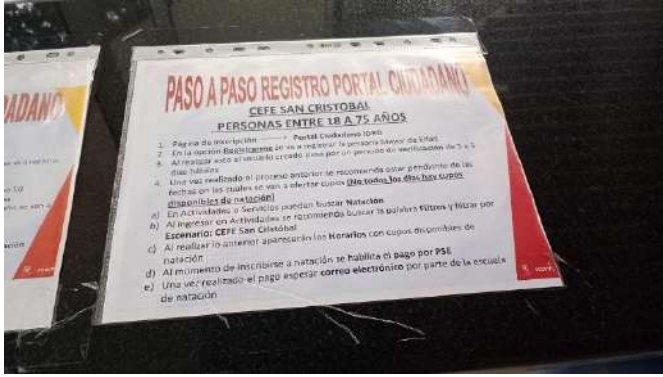 ADANO
PASO A PASO REGISTRO PORTAL CIUDADANO
CEFE SAN CRISTOBAL
PERSONAS ENTRE 18 A 75 AÑOS
1. Página de inscripción Portal Ciudadano IDRD
2. En la opción Registrarme se va a registrar la persona Mayor de Edad
3. Al realizar esto el usuario creado pasa por un periodo de verificación de 3 a 5
días hábiles
4. Una vez realizado el proceso anterior se recomienda estar pendiente de las
fechas en las cuales se van a ofertar cupos (No todos los días hay cupos
disponibles de natación)
a) En Actividades o Servicios pueden buscar Natación
b) Al ingresar en Actividades se recomienda buscar la palabra Filtros y filtrar por
Escenario: CEFE San Cristóbal
c) Al realizar lo anterior aparecerán los Horarios con cupos disponibles de
natación
d) Al momento de inscribirse a natación se habilita el pago por PSE
e) Una vez realizado el pago esperar correo electrónico por parte de la escuela
de natación